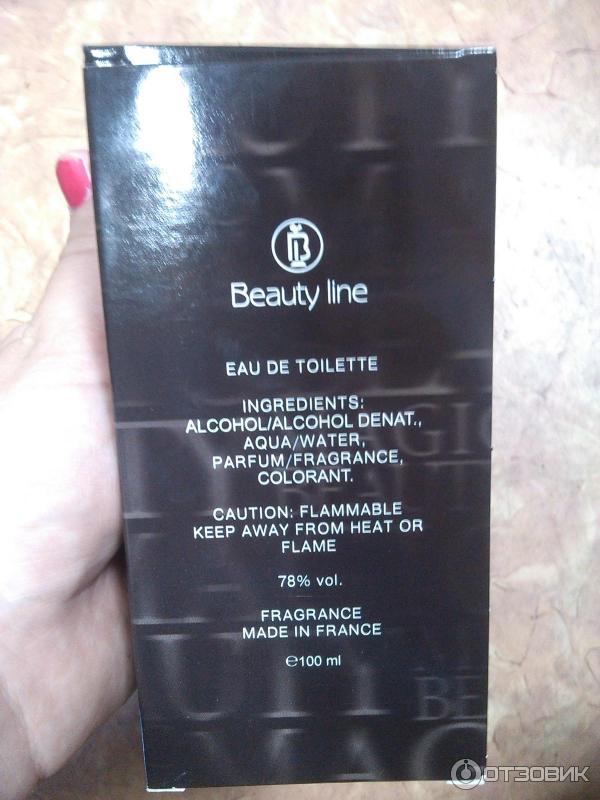 Beauty line
EAU DE TOILETTE
INGREDIENTS:
ALCOHOL/ALCOHOL DENAT.,
AQUA/WATER,
PARFUM/FRAGRANCE,
COLORANT.
CAUTION: FLAMMABLE
KEEP AWAY FROM HEAT OR
FLAME
78% vol.
FRAGRANCE
MADE IN FRANCE
℮100 ml
ОТЗОВИК